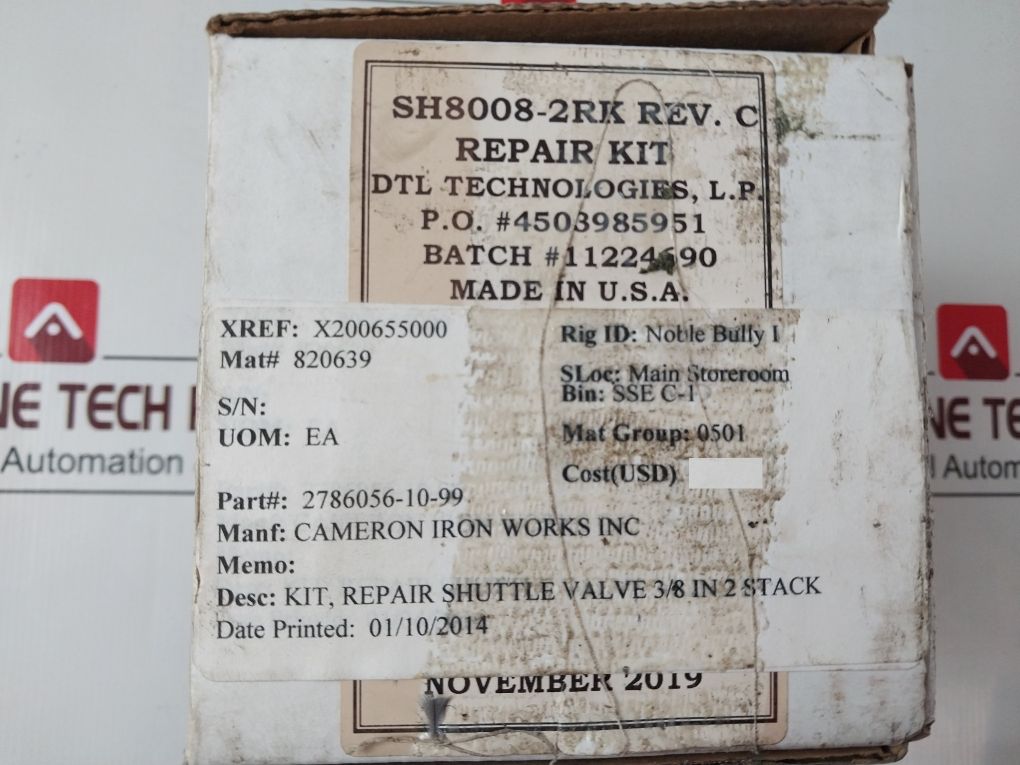 SH8008-2RK REV. C
REPAIR KIT
DTL TECHNOLOGIES, L.P.
P.O. #4503985951
BATCH #11224690
MADE IN U.S.A.
XREF: X200655000
Rig ID: Noble Bully I
Mat# 820639
SLoc: Main Storeroom
Bin: SSE C-1
S/N:
UOM: EA
Mat Group: 0501
Cost(USD)
Part#: 2786056-10-99
Manf: CAMERON IRON WORKS INC
Memo:
Desc: KIT, REPAIR SHUTTLE VALVE 3/8 IN 2 STACK
Date Printed: 01/10/2014
NOVEMBER 2019
NE TECH
Automation
NE TE
l Autom